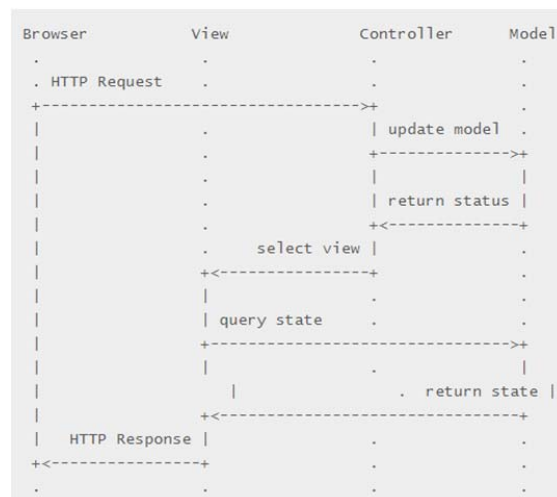 Browser View Controller Model
HTTP Request
update model
return status
select view
query state
return state
HTTP Response